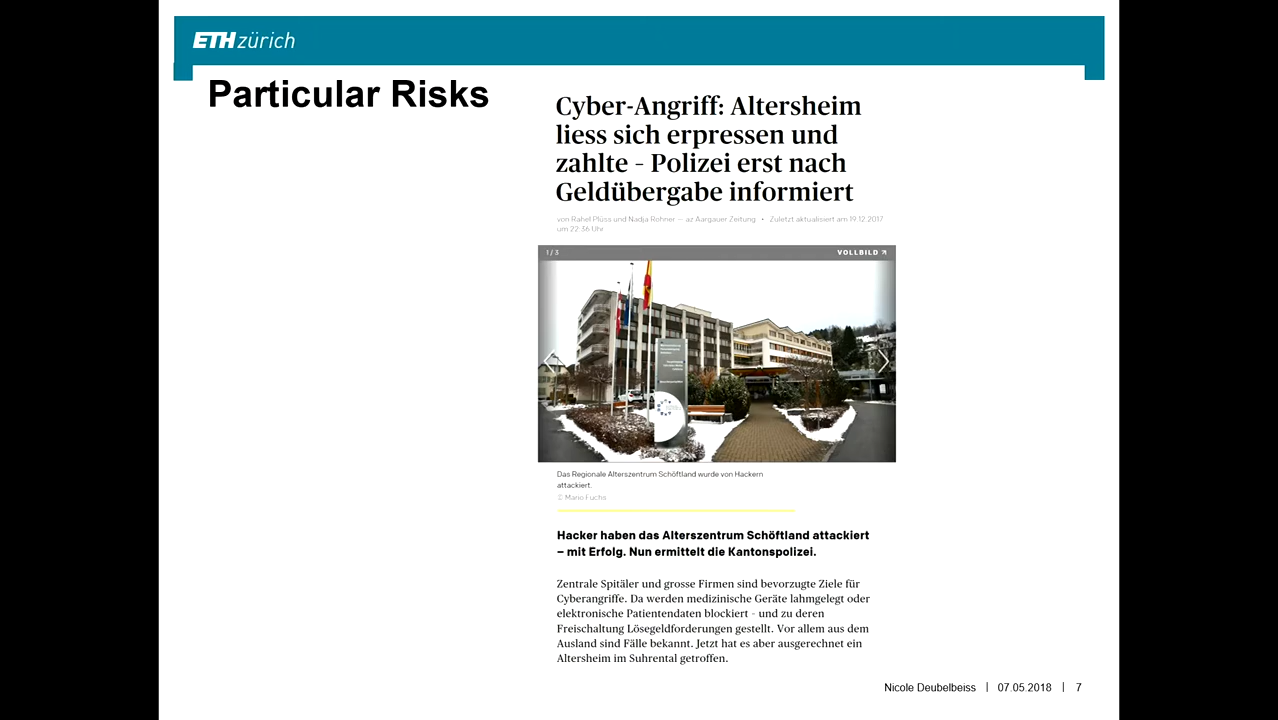 ETH zürich
Particular Risks
Cyber-Angriff: Altersheim
liess sich erpressen und
zahlte – Polizei erst nach
Geldübergabe informiert
von Rahel Plüss und Nadja Rohner — az Aargauer Zeitung • Zuletzt aktualisiert am 19.12.2017
um 22:36 Uhr
1/3
VOLLBILD
Das Regionale Alterszentrum Schöftland wurde von Hackern
attackiert.
© Mario Fuchs
Hacker haben das Alterszentrum Schöftland attackiert
– mit Erfolg. Nun ermittelt die Kantonspolizei.
Zentrale Spitäler und grosse Firmen sind bevorzugte Ziele für
Cyberangriffe. Da werden medizinische Geräte lahmgelegt oder
elektronische Patientendaten blockiert - und zu deren
Freischaltung Lösegeldforderungen gestellt. Vor allem aus dem
Ausland sind Fälle bekannt. Jetzt hat es aber ausgerechnet ein
Altersheim im Suhrental getroffen.
Nicole Deubelbeiss | 07.05.2018 | 7